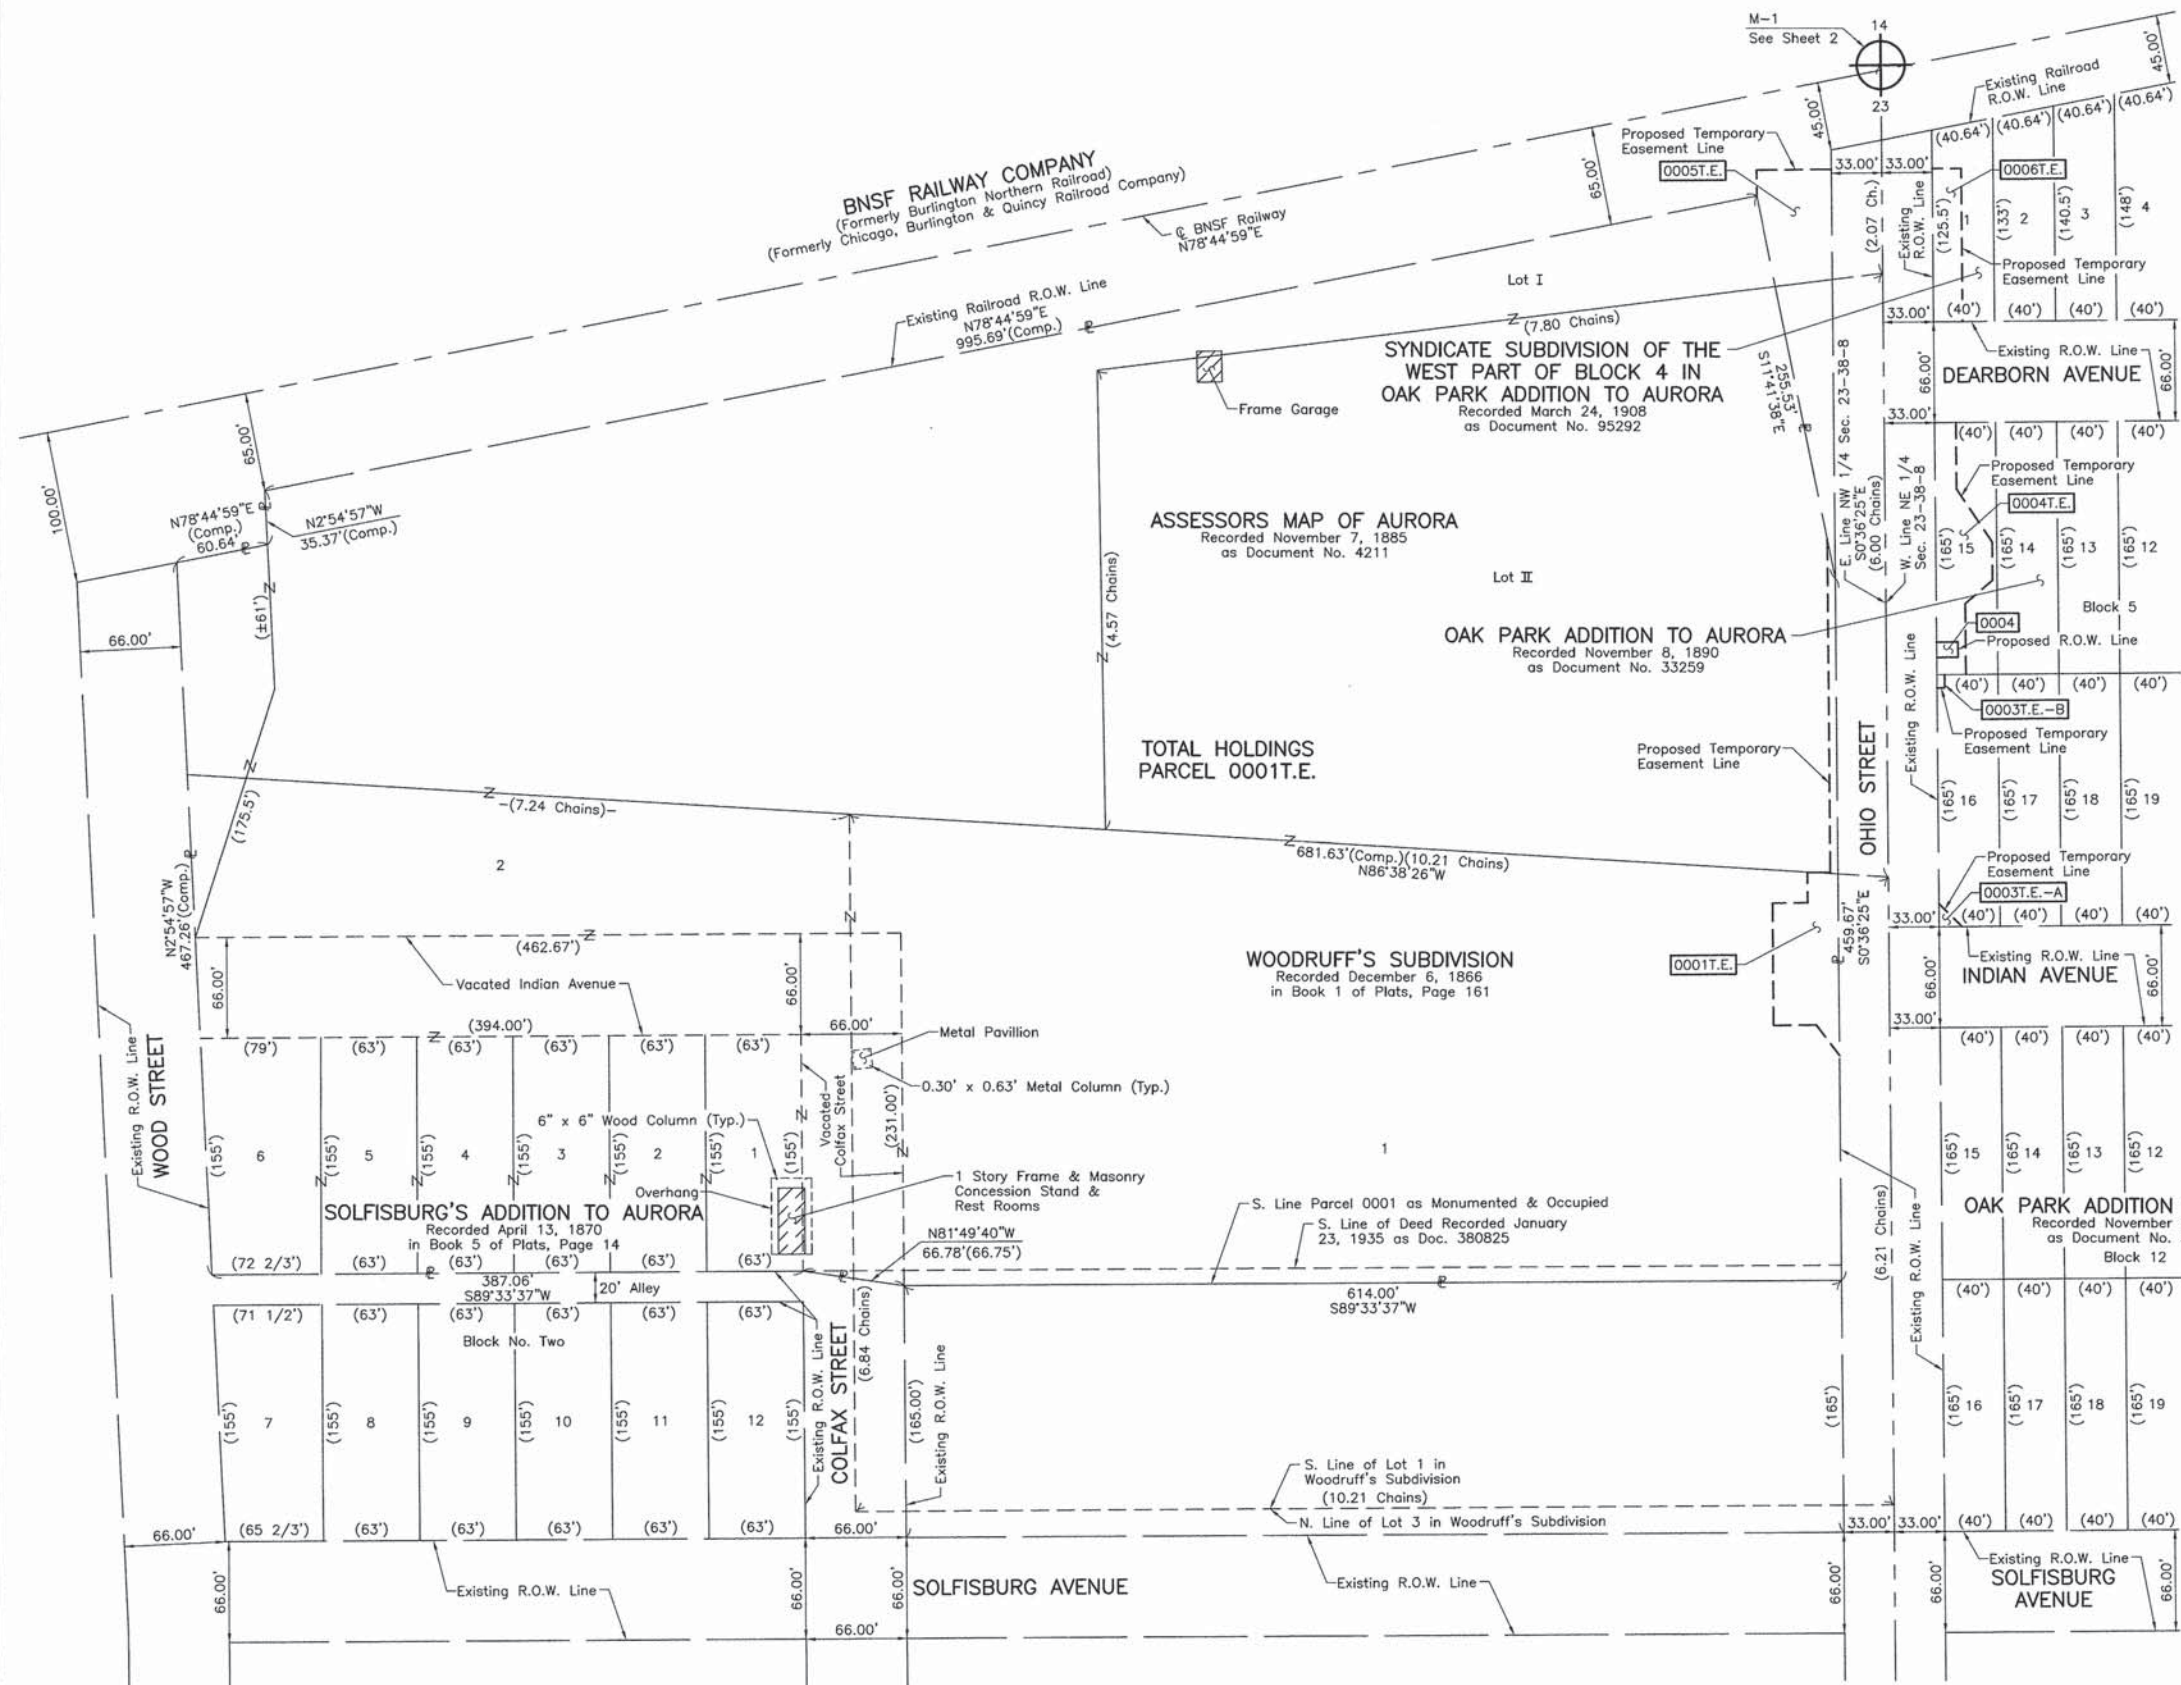 M-1
See Sheet 2
14
23
45.00'
Existing Railroad
R.O.W. Line
45.00'
(40.64')
(40.64')
(40.64')
(40.64')
33.00'
33.00'
Proposed Temporary
Easement Line
0005T.E.
0006T.E.
65.00'
BNSF RAILWAY COMPANY
(Formerly Burlington Northern Railroad)
(Formerly Chicago, Burlington & Quincy Railroad Company)
℄ BNSF Railway
N78°44'59"E
(2.07 Ch.)
Existing
R.O.W. Line
(125.5')
1
(133')
2
(140.5')
3
(148')
4
Proposed Temporary
Easement Line
Lot I
Existing Railroad R.O.W. Line
N78°44'59"E
995.69'(Comp.)
(7.80 Chains)
33.00'
(40')
(40')
(40')
(40')
SYNDICATE SUBDIVISION OF THE
WEST PART OF BLOCK 4 IN
OAK PARK ADDITION TO AURORA
Recorded March 24, 1908
as Document No. 95292
Frame Garage
255.53'
S11°41'38"E
E. Line NW 1/4 Sec. 23-38-8
S0°36'25"E
(6.00 Chains)
W. Line NE 1/4
Sec. 23-38-8
66.00'
Existing R.O.W. Line
DEARBORN AVENUE
66.00'
33.00'
(40')
(40')
(40')
(40')
Proposed Temporary
Easement Line
0004T.E.
65.00'
100.00'
N78°44'59"E
(Comp.)
60.64'
N2°54'57"W
35.37'(Comp.)
(±61')
66.00'
ASSESSORS MAP OF AURORA
Recorded November 7, 1885
as Document No. 4211
(4.57 Chains)
Lot II
(165')
15
(165')
14
(165')
13
(165')
12
Block 5
0004
Proposed R.O.W. Line
OAK PARK ADDITION TO AURORA
Recorded November 8, 1890
as Document No. 33259
Existing R.O.W. Line
(40')
(40')
(40')
(40')
0003T.E.-B
Proposed Temporary
Easement Line
TOTAL HOLDINGS
PARCEL 0001T.E.
Proposed Temporary
Easement Line
OHIO STREET
(165')
16
(165')
17
(165')
18
(165')
19
(7.24 Chains)
(175.5')
681.63'(Comp.)(10.21 Chains)
N86°38'26"W
2
N2°54'57"W
467.26'(Comp.)
Proposed Temporary
Easement Line
0003T.E.-A
33.00'
(40')
(40')
(40')
(40')
459.67'
S0°36'25"E
(462.67')
66.00'
Vacated Indian Avenue
66.00'
WOODRUFF'S SUBDIVISION
Recorded December 6, 1866
in Book 1 of Plats, Page 161
0001T.E.
66.00'
Existing R.O.W. Line
INDIAN AVENUE
66.00'
33.00'
(394.00')
66.00'
Metal Pavillion
(79')
(63')
(63')
(63')
(63')
(63')
(40')
(40')
(40')
(40')
Existing R.O.W. Line
WOOD STREET
Vacated
Colfax Street
0.30' x 0.63' Metal Column (Typ.)
(231.00')
6" x 6" Wood Column (Typ.)
(155')
6
(155')
5
(155')
4
(155')
3
(155')
2
(155')
1
(155')
1
(165')
15
(165')
14
(165')
13
(165')
12
Overhang
1 Story Frame & Masonry
Concession Stand &
Rest Rooms
SOLFISBURG'S ADDITION TO AURORA
Recorded April 13, 1870
in Book 5 of Plats, Page 14
S. Line Parcel 0001 as Monumented & Occupied
S. Line of Deed Recorded January
23, 1935 as Doc. 380825
(6.21 Chains)
Existing R.O.W. Line
OAK PARK ADDITION
Recorded November
as Document No.
Block 12
N81°49'40"W
66.78'(66.75')
(72 2/3')
(63')
(63')
(63')
(63')
(63')
387.06'
S89°33'37"W
20' Alley
614.00'
S89°33'37"W
(40')
(40')
(40')
(40')
(71 1/2')
(63')
(63')
(63')
(63')
(63')
Block No. Two
Existing R.O.W. Line
COLFAX STREET
(6.84 Chains)
(165.00')
Existing R.O.W. Line
(155')
7
(155')
8
(155')
9
(155')
10
(155')
11
(155')
12
(155')
(165')
(165')
16
(165')
17
(165')
18
(165')
19
S. Line of Lot 1 in
Woodruff's Subdivision
(10.21 Chains)
N. Line of Lot 3 in Woodruff's Subdivision
66.00'
(65 2/3')
(63')
(63')
(63')
(63')
(63')
66.00'
33.00'
33.00'
(40')
(40')
(40')
(40')
66.00'
Existing R.O.W. Line
66.00'
66.00'
SOLFISBURG AVENUE
Existing R.O.W. Line
66.00'
66.00'
Existing R.O.W. Line
SOLFISBURG
AVENUE
66.00'
66.00'